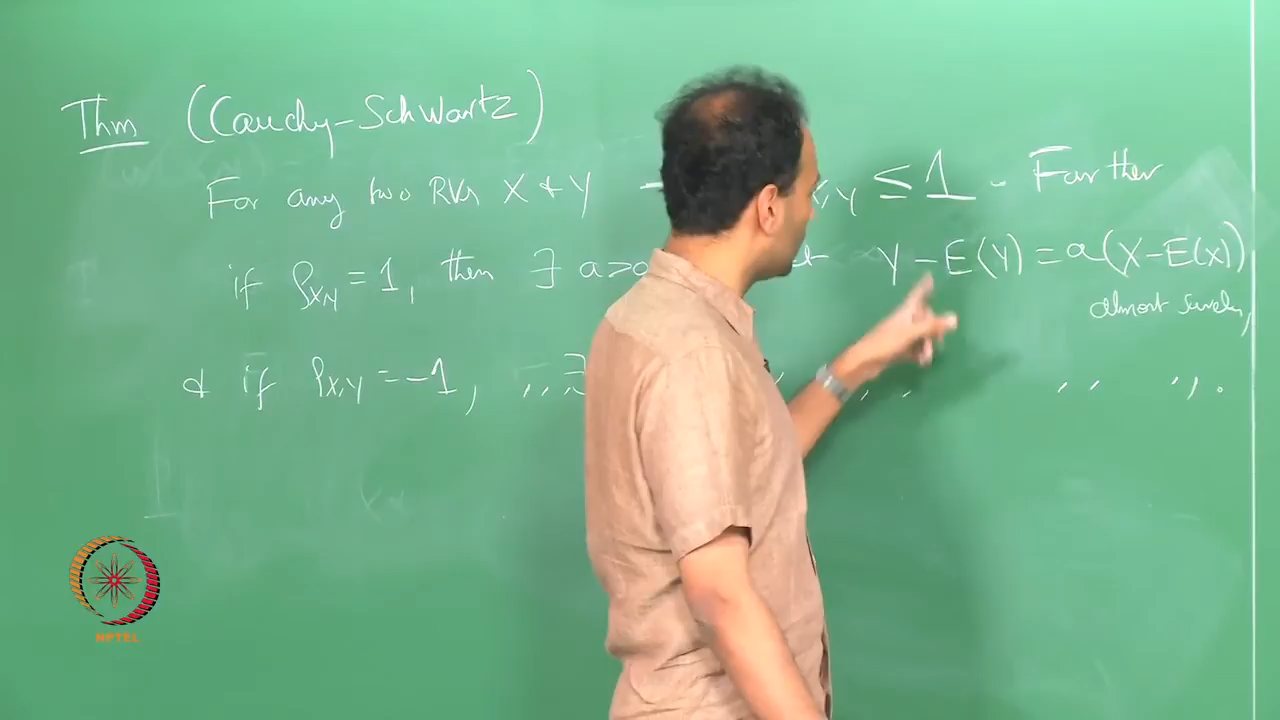 Thm (Cauchy-Schwartz)
For any two RVs X & Y - X,Y ≤ 1. Further
if ρX,Y = 1, then ∃ a>0 Y - E(Y) = a(X - E(X))
almost surely,
& if ρX,Y = -1, ,, ∃ ,, ,, ,, .
NPTEL